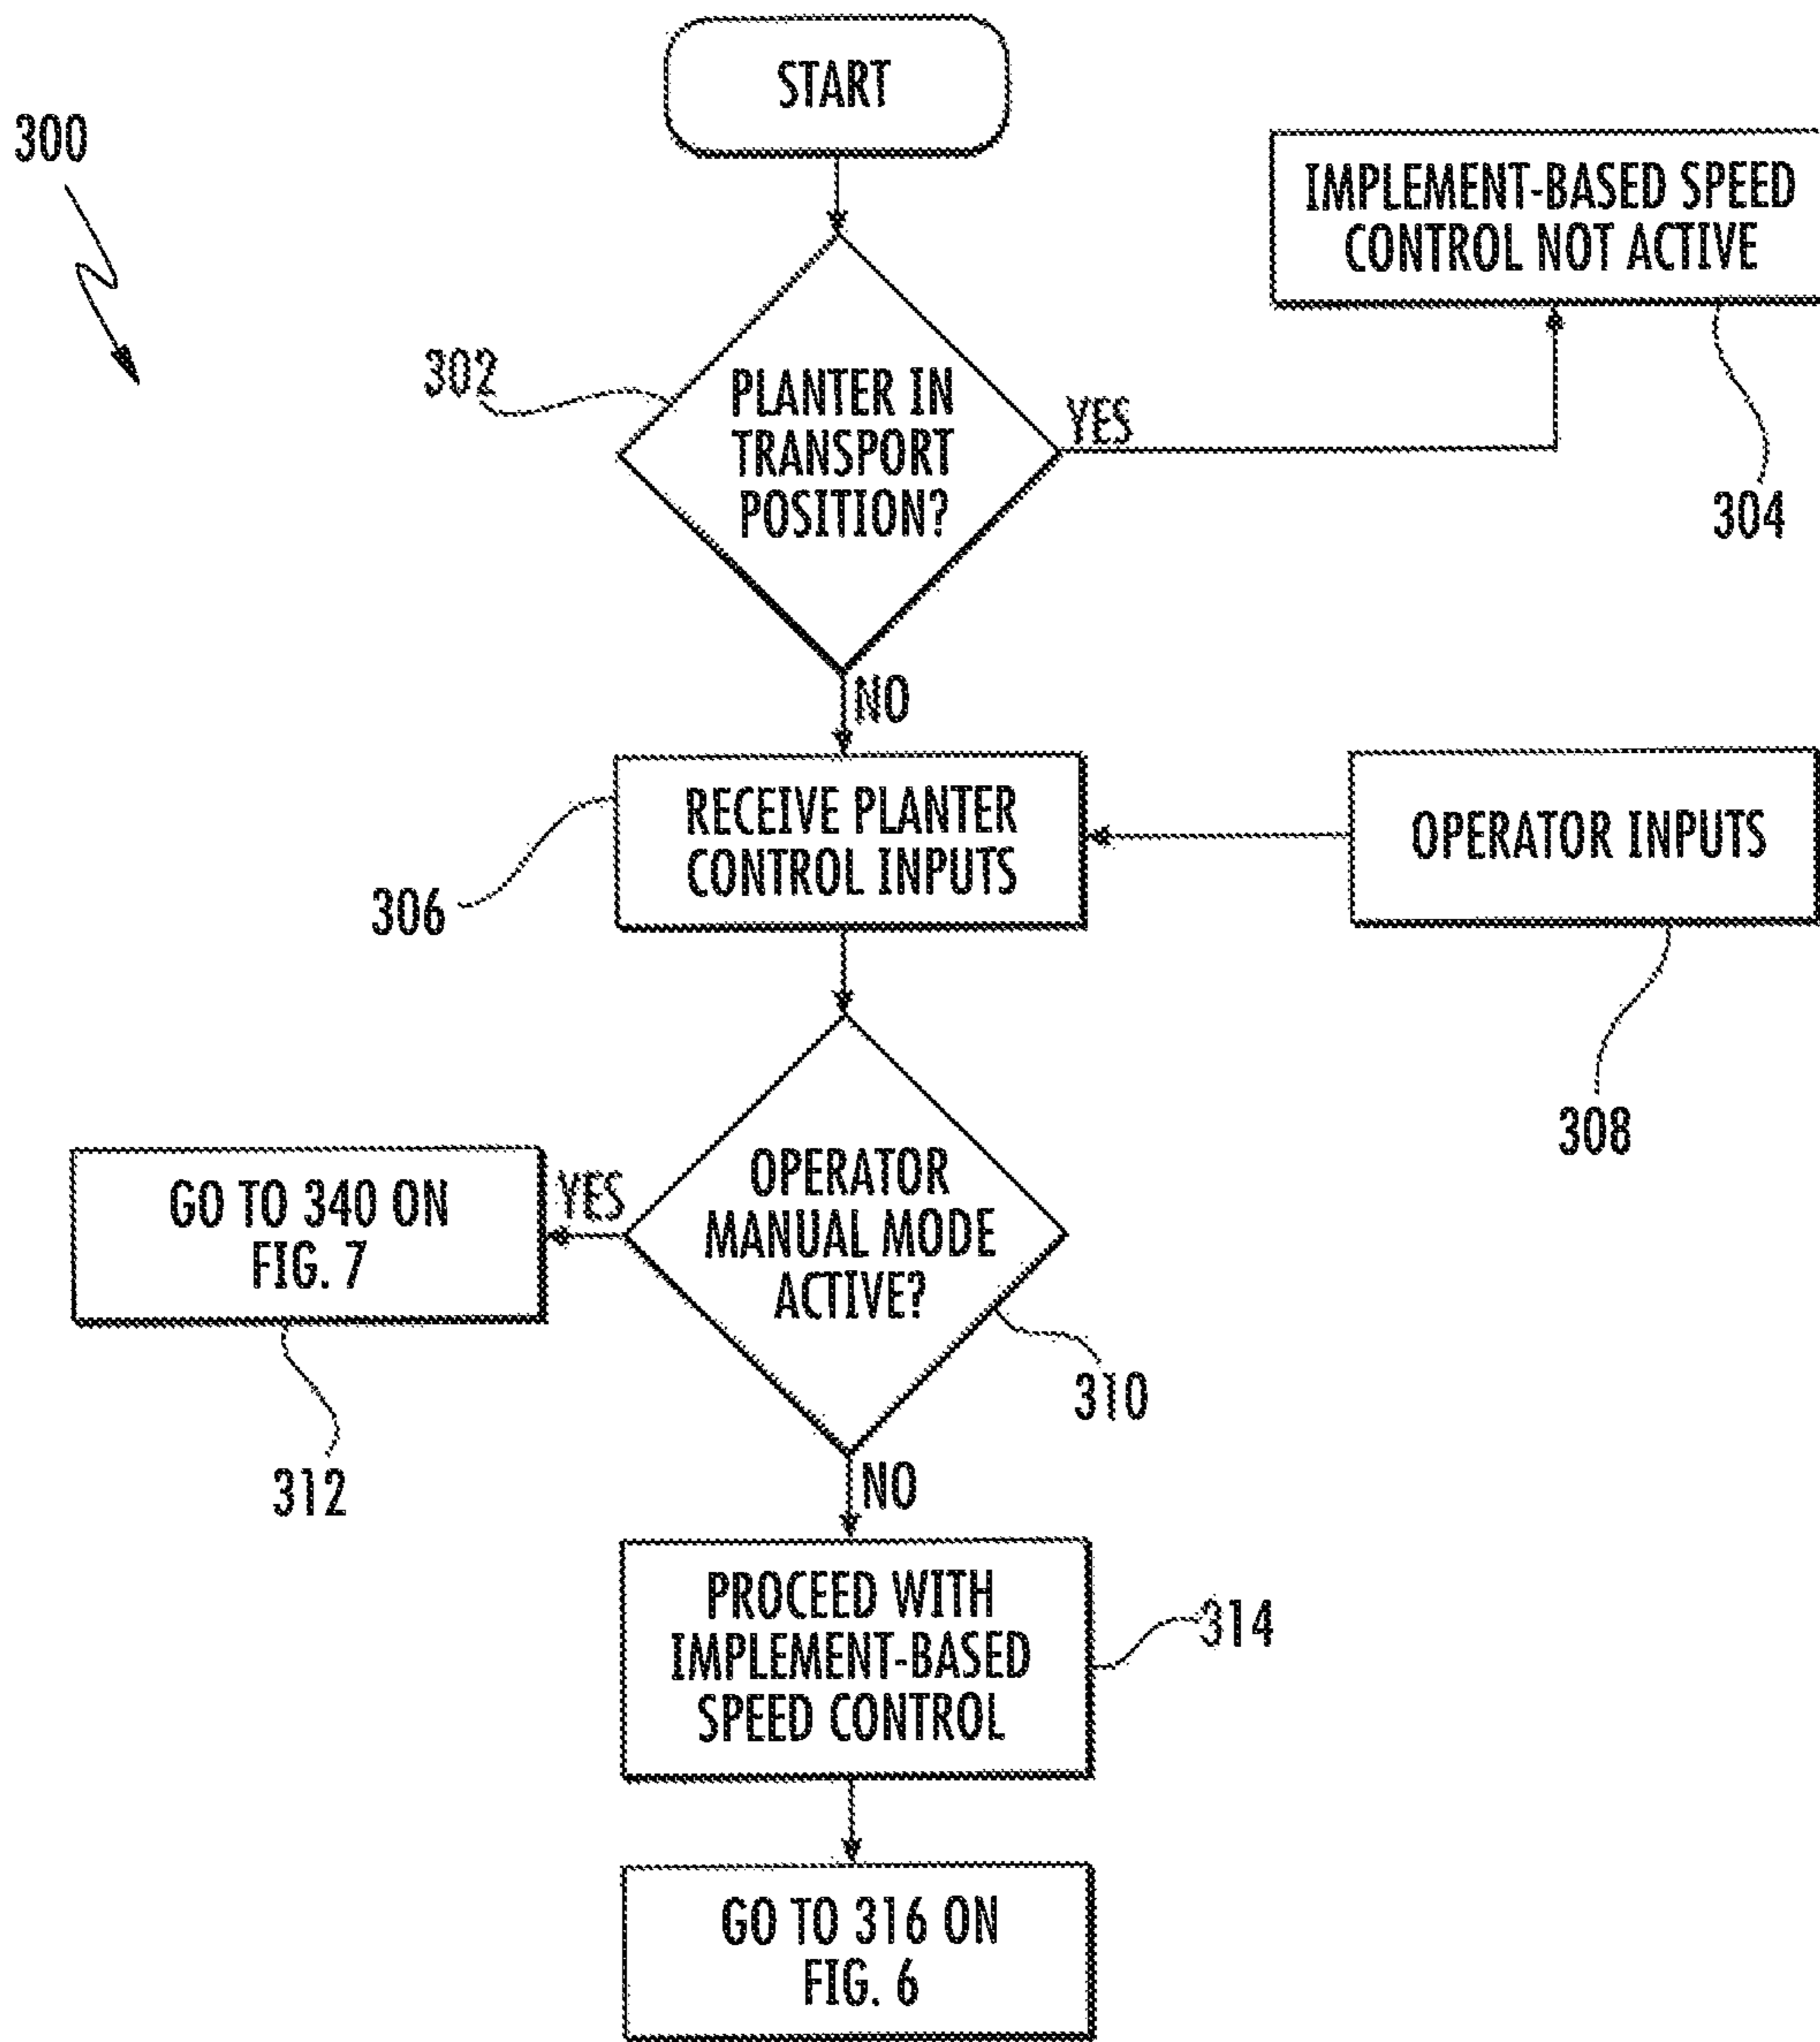 START
300
IMPLEMENT-BASED SPEED
CONTROL NOT ACTIVE
302
PLANTER IN
TRANSPORT
POSITION?
YES
304
NO
RECEIVE PLANTER
CONTROL INPUTS
OPERATOR INPUTS
306
308
OPERATOR
MANUAL MODE
ACTIVE?
YES
GO TO 340 ON
FIG. 7
310
312
NO
PROCEED WITH
IMPLEMENT-BASED
SPEED CONTROL
314
GO TO 316 ON
FIG. 6